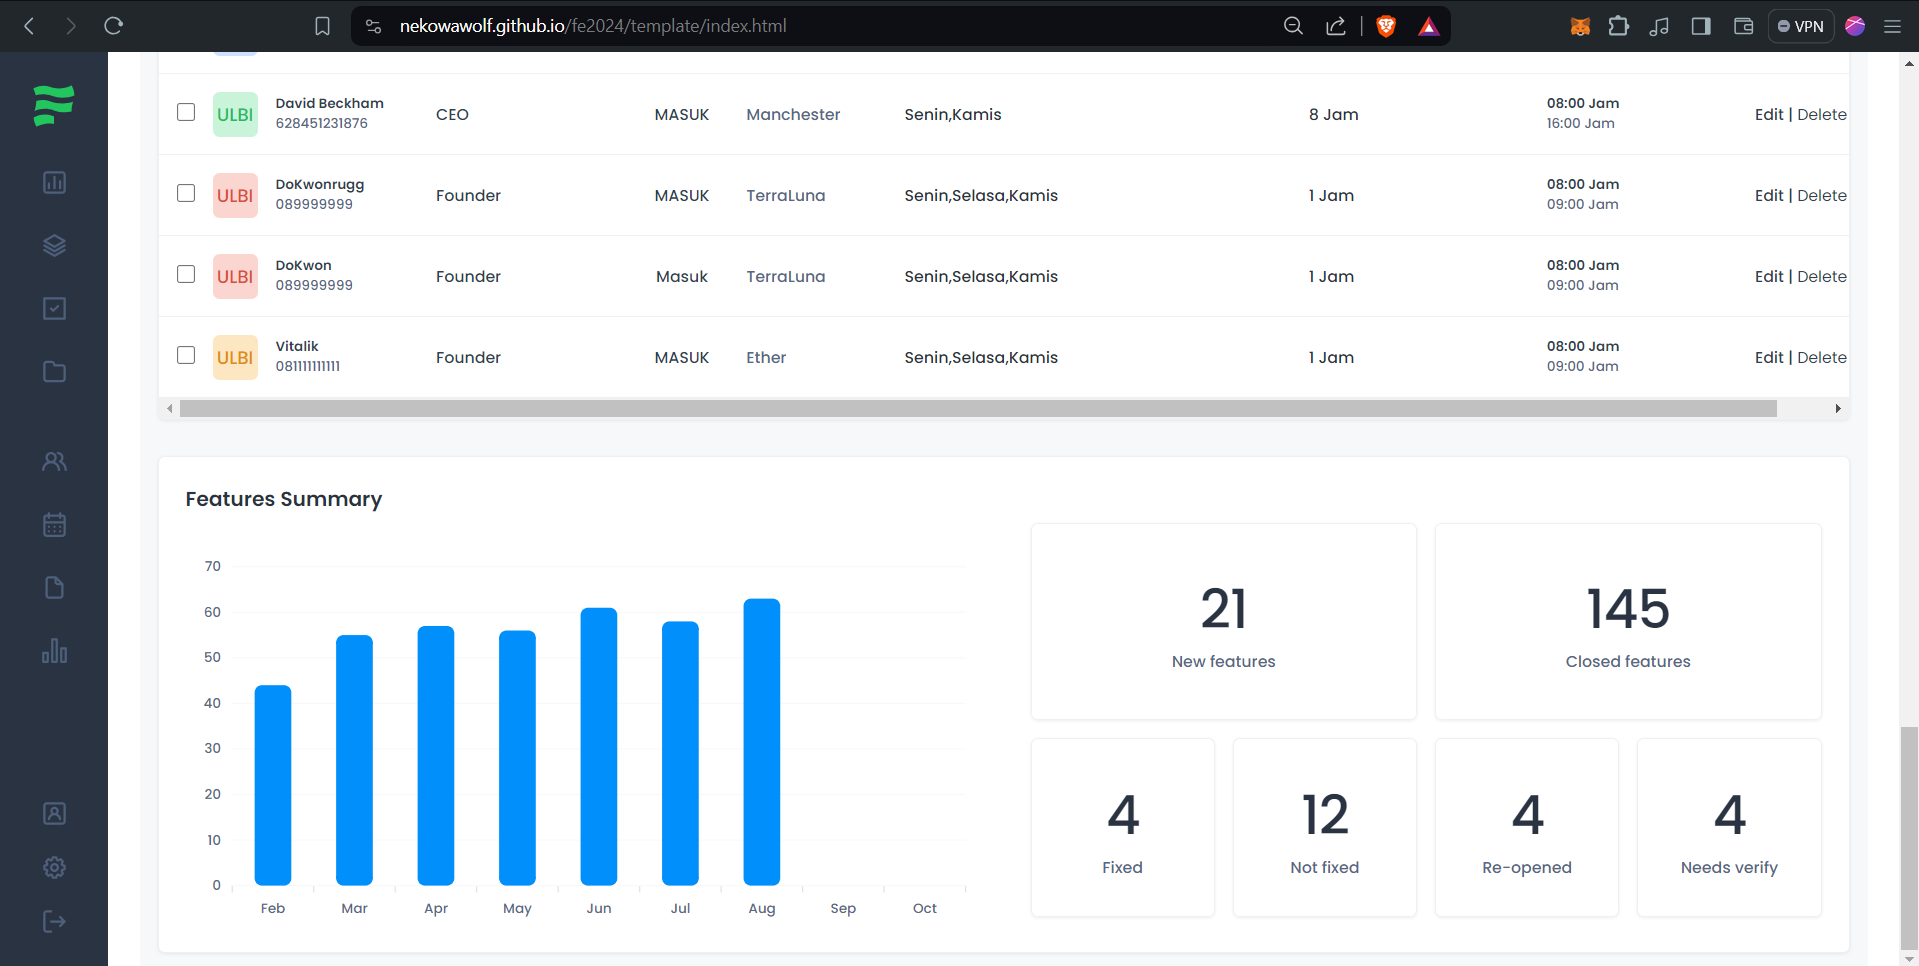 nekowawolf.github.io/fe2024/template/index.html
VPN
ULBI
David Beckham
628451231876
CEO
MASUK
Manchester
Senin,Kamis
8 Jam
08:00 Jam
16:00 Jam
Edit | Delete
ULBI
DoKwonrugg
089999999
Founder
MASUK
TerraLuna
Senin,Selasa,Kamis
1 Jam
08:00 Jam
09:00 Jam
Edit | Delete
ULBI
DoKwon
089999999
Founder
Masuk
TerraLuna
Senin,Selasa,Kamis
1 Jam
08:00 Jam
09:00 Jam
Edit | Delete
ULBI
Vitalik
081111111111
Founder
MASUK
Ether
Senin,Selasa,Kamis
1 Jam
08:00 Jam
09:00 Jam
Edit | Delete
Features Summary
70
60
50
40
30
20
10
0
Feb Mar Apr May Jun Jul Aug Sep Oct
21
New features
145
Closed features
4
Fixed
12
Not fixed
4
Re-opened
4
Needs verify